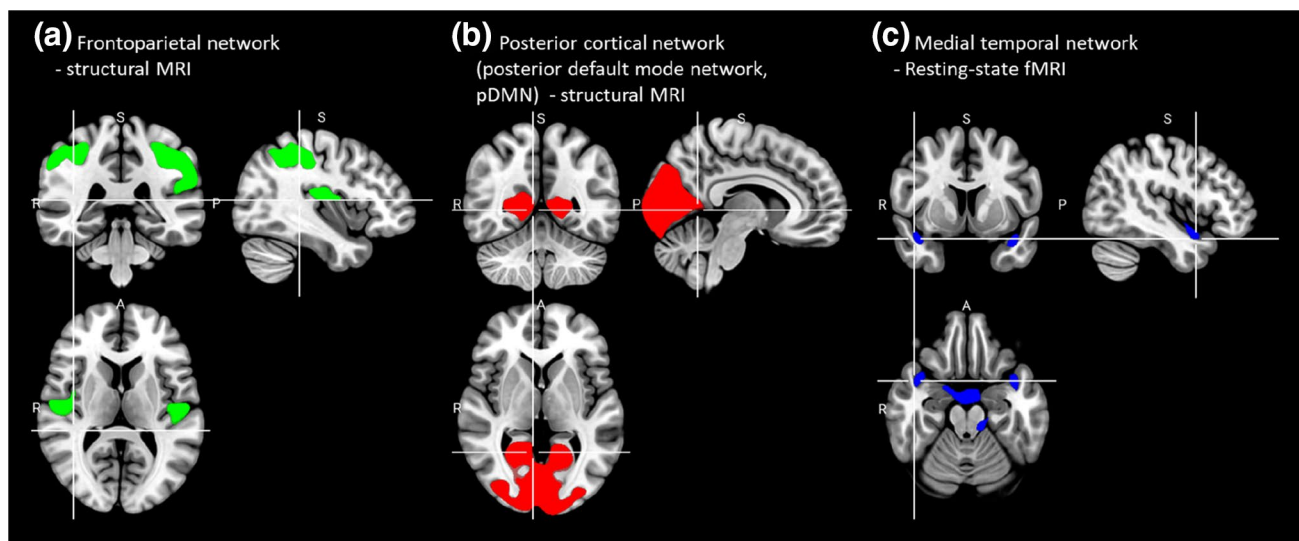 (a) Frontoparietal network
- structural MRI
S
R
P
S
A
R
(b) Posterior cortical network
(posterior default mode network,
pDMN) - structural MRI
S
R
P
S
A
R
(c) Medial temporal network
- Resting-state fMRI
S
R
P
S
A
R